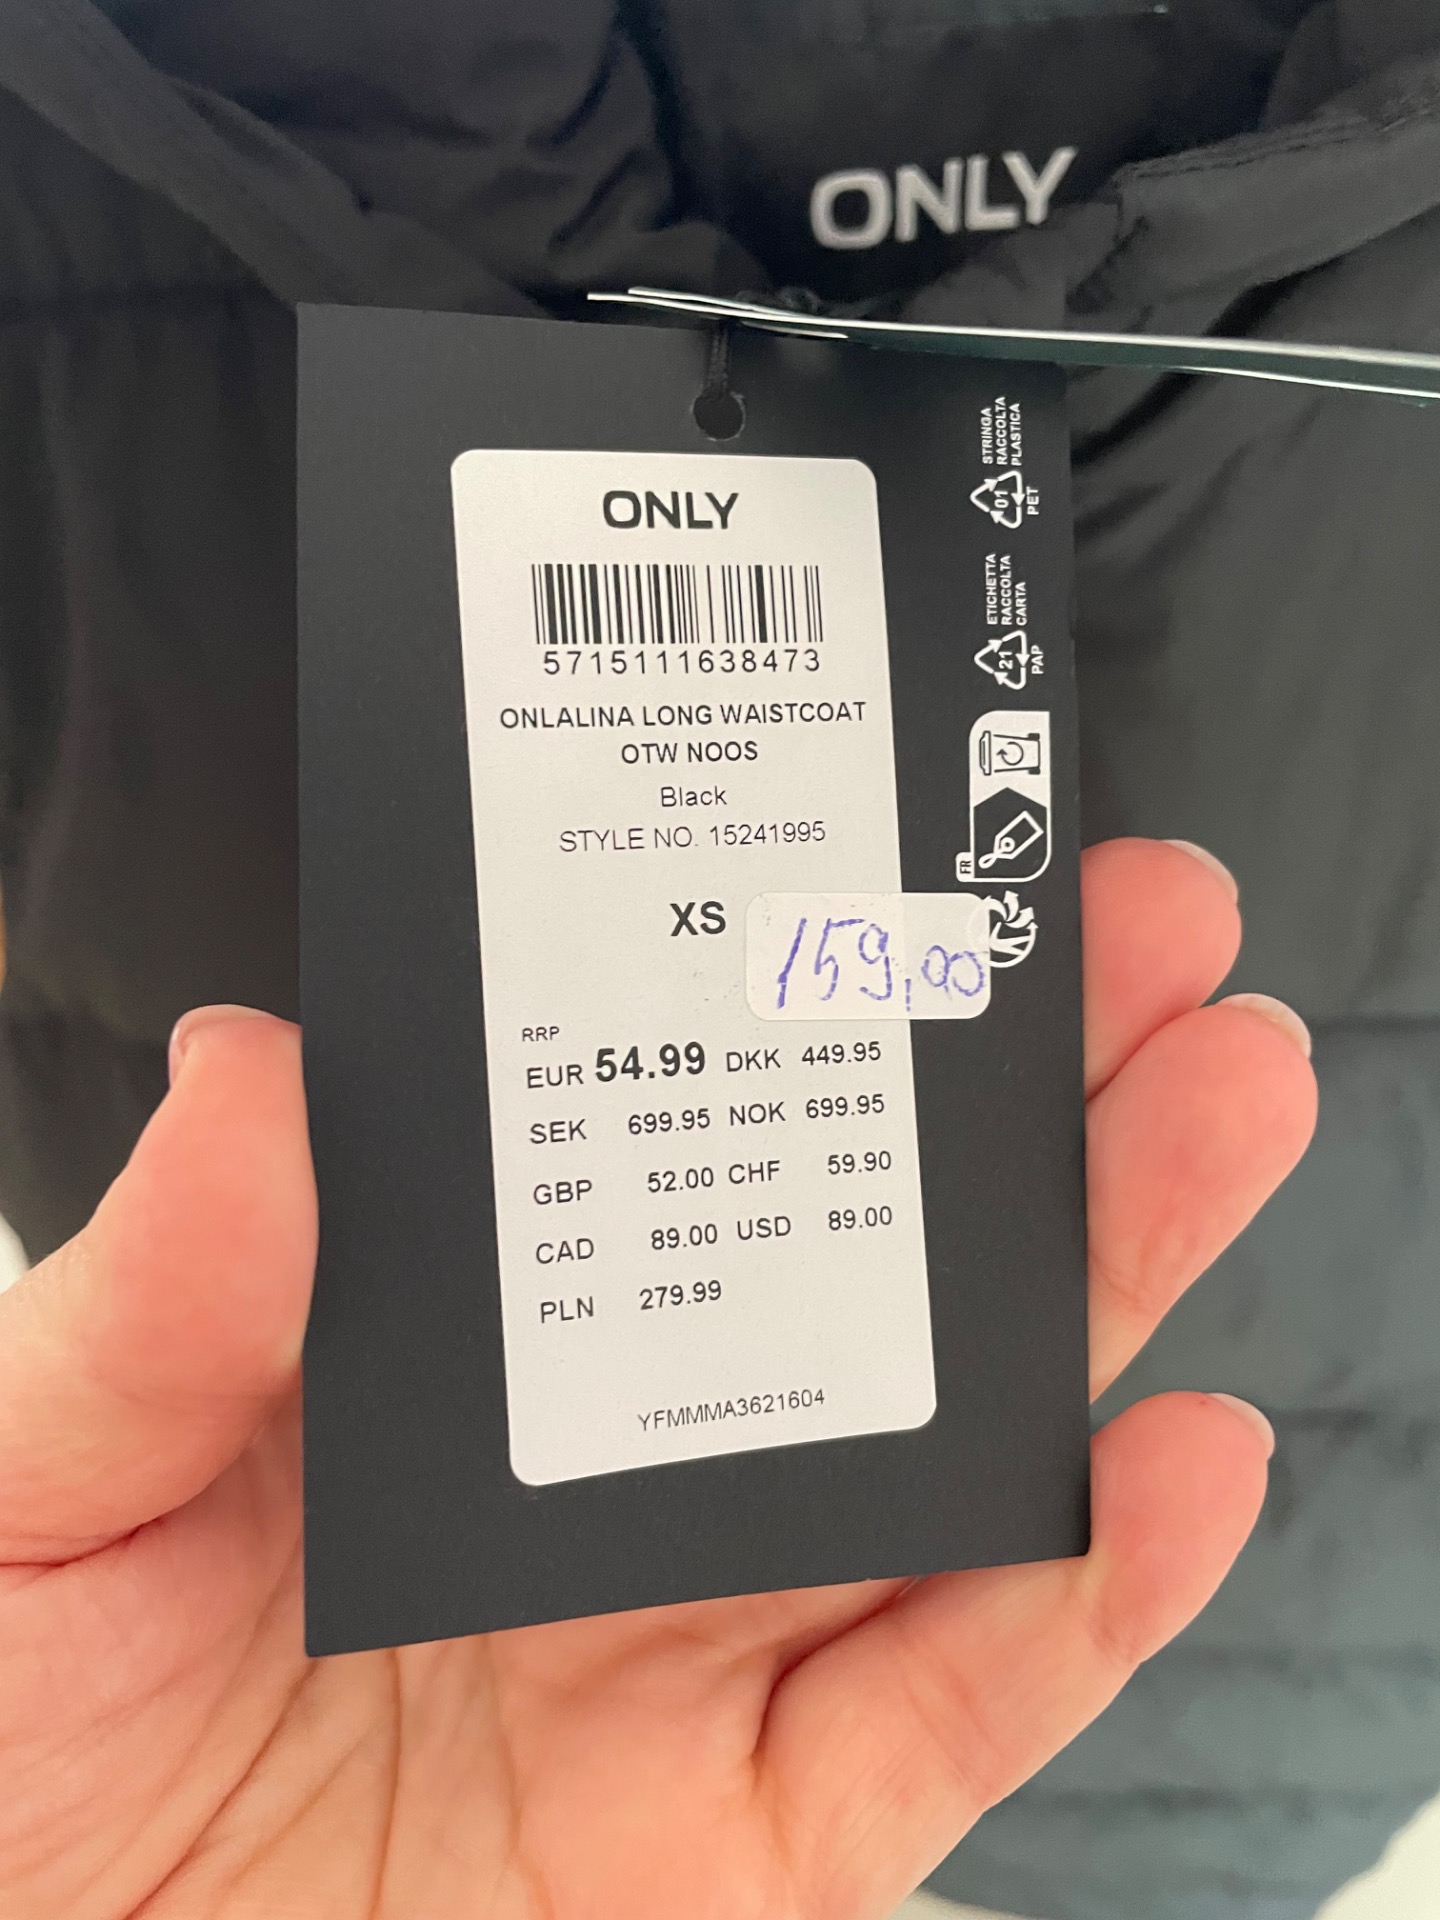 ONLY
ONLY
5715111638473
ONLALINA LONG WAISTCOAT
OTW NOOS
Black
STYLE NO. 15241995
XS
159,00
RRP
EUR 54.99 DKK 449.95
SEK 699.95 NOK 699.95
GBP 52.00 CHF 59.90
CAD 89.00 USD 89.00
PLN 279.99
YFMMMA3621604
STRINGA
RACCOLTA
PLASTICA
01
PET
ETICHETTA
RACCOLTA
CARTA
21
PAP
FR